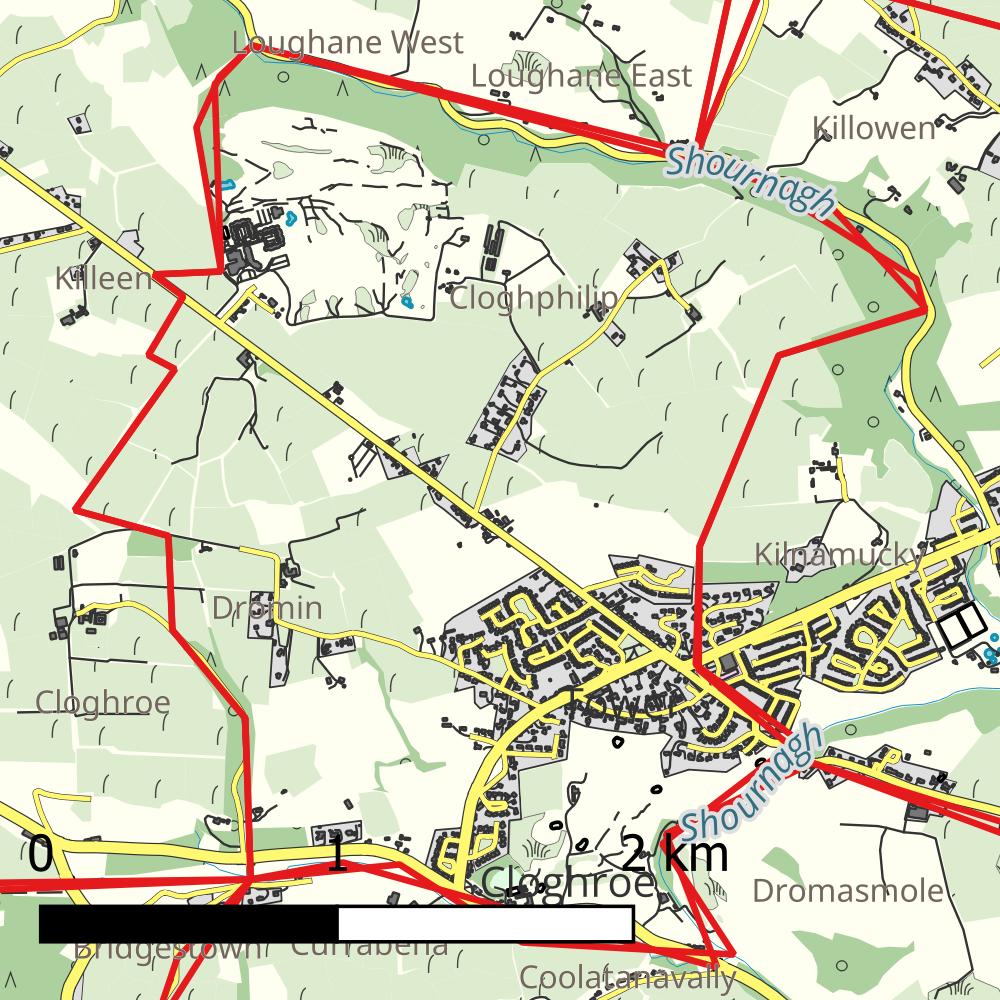 Loughane West
Loughane East
Killowen
Shournagh
Killeen
Cloghphilip
Kilnamucky
Dromin
Cloghroe
Tower
Shournagh
0 1 2 km
Cloghroe
Dromasmole
Bridgestown
Currabeha
Coolatanavally